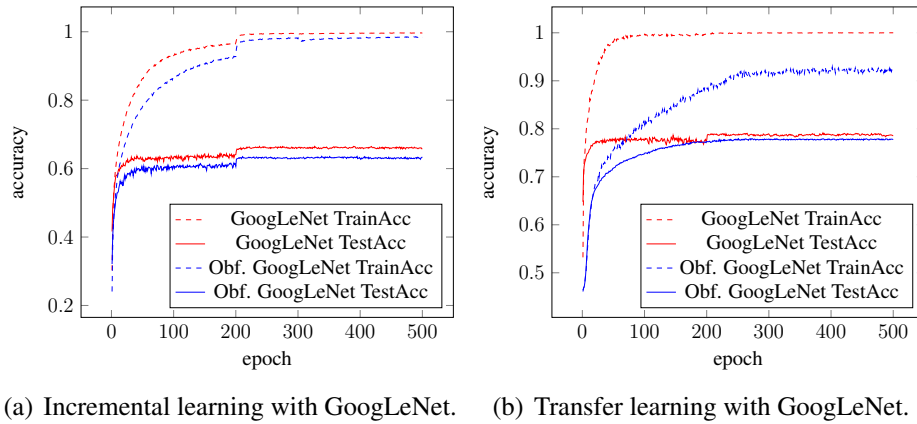 1
0.8
0.6
0.4
0.2
accuracy
0
100
200
300
400
500
epoch
GoogLeNet TrainAcc
GoogLeNet TestAcc
Obf. GoogLeNet TrainAcc
Obf. GoogLeNet TestAcc
(a) Incremental learning with GoogLeNet.
1
0.9
0.8
0.7
0.6
0.5
accuracy
0
100
200
300
400
500
epoch
GoogLeNet TrainAcc
GoogLeNet TestAcc
Obf. GoogLeNet TrainAcc
Obf. GoogLeNet TestAcc
(b) Transfer learning with GoogLeNet.